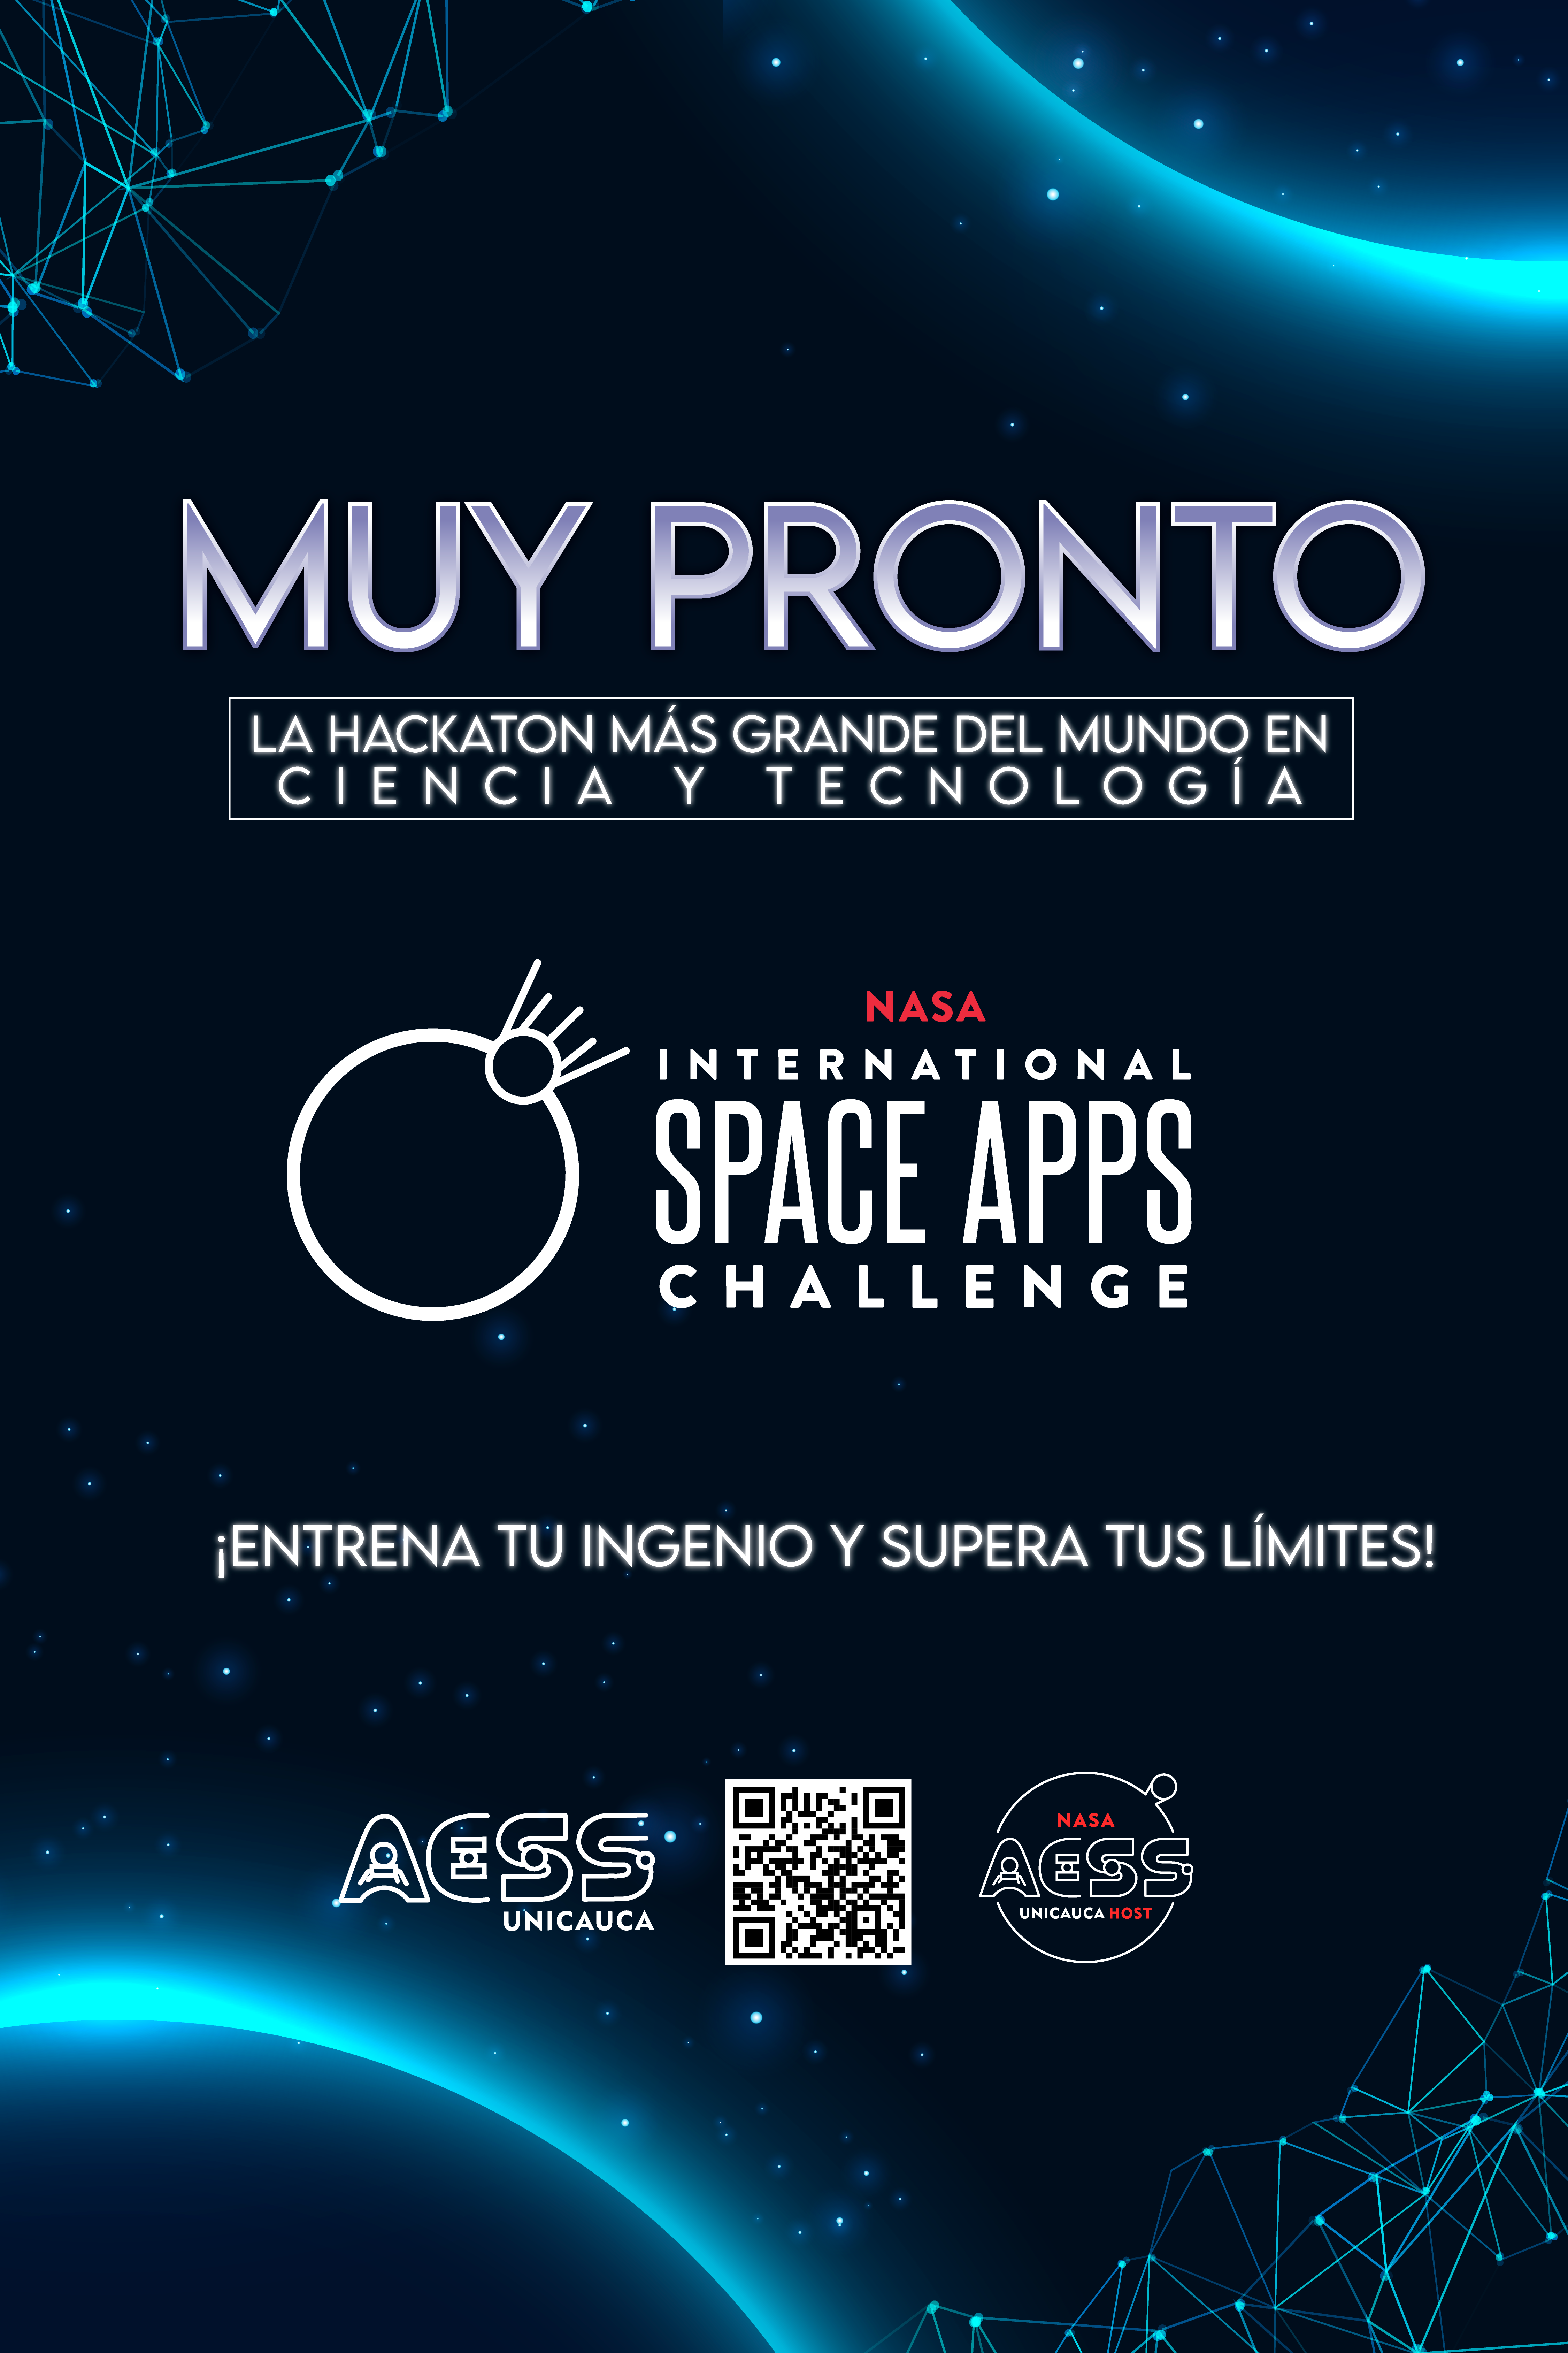 MUY PRONTO
LA HACKATON MÁS GRANDE DEL MUNDO EN
CIENCIA Y TECNOLOGÍA
NASA
INTERNATIONAL
SPACE APPS
CHALLENGE
¡ENTRENA TU INGENIO Y SUPERA TUS LÍMITES!
AESS
UNICAUCA
NASA
AESS
UNICAUCA HOST